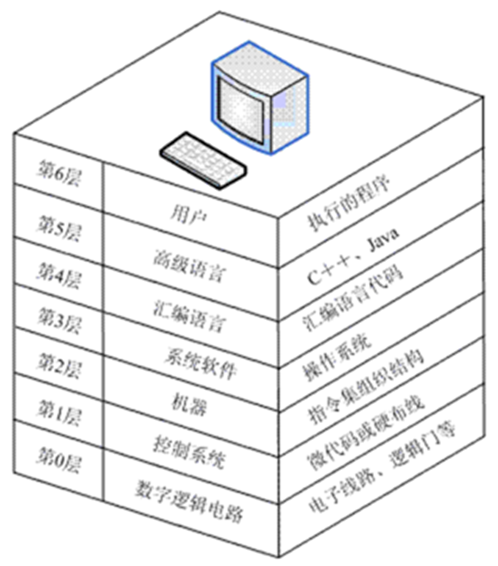 第6层 用户 执行的程序
第5层 高级语言 C++、Java
第4层 汇编语言 汇编语言代码
第3层 系统软件 操作系统
第2层 机器 指令集组织结构
第1层 控制系统 微代码或硬布线
第0层 数字逻辑电路 电子线路、逻辑门等